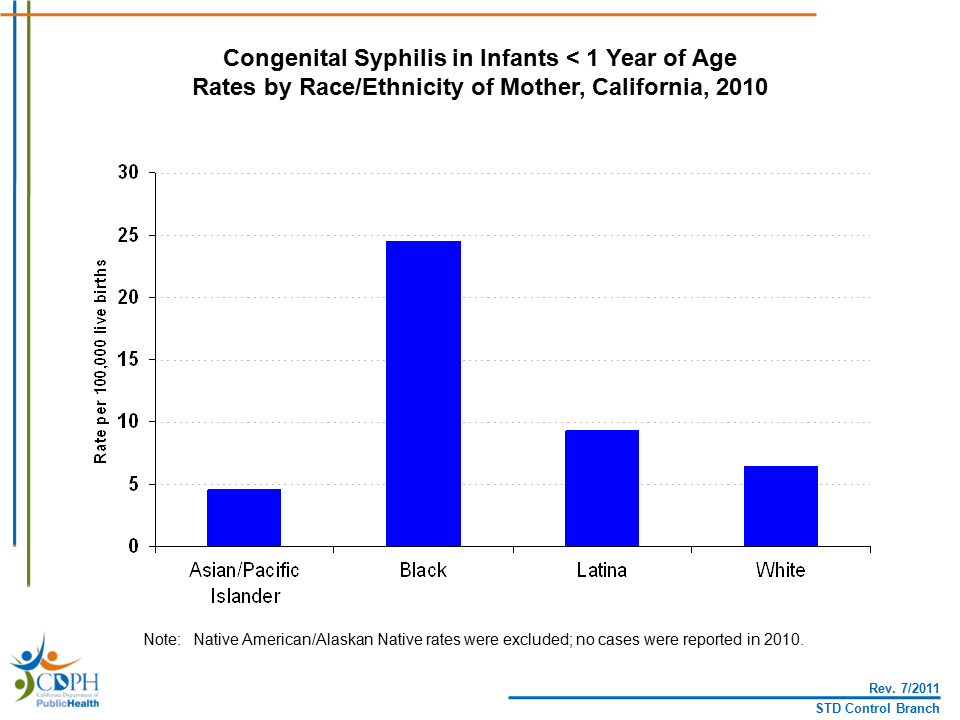 Congenital Syphilis in Infants < 1 Year of Age
Rates by Race/Ethnicity of Mother, California, 2010
30
25
20
15
10
5
0
Rate per 100,000 live births
Asian/Pacific
Islander
Black
Latina
White
Note: Native American/Alaskan Native rates were excluded; no cases were reported in 2010.
CDPH
California Department of
PublicHealth
Rev. 7/2011
STD Control Branch